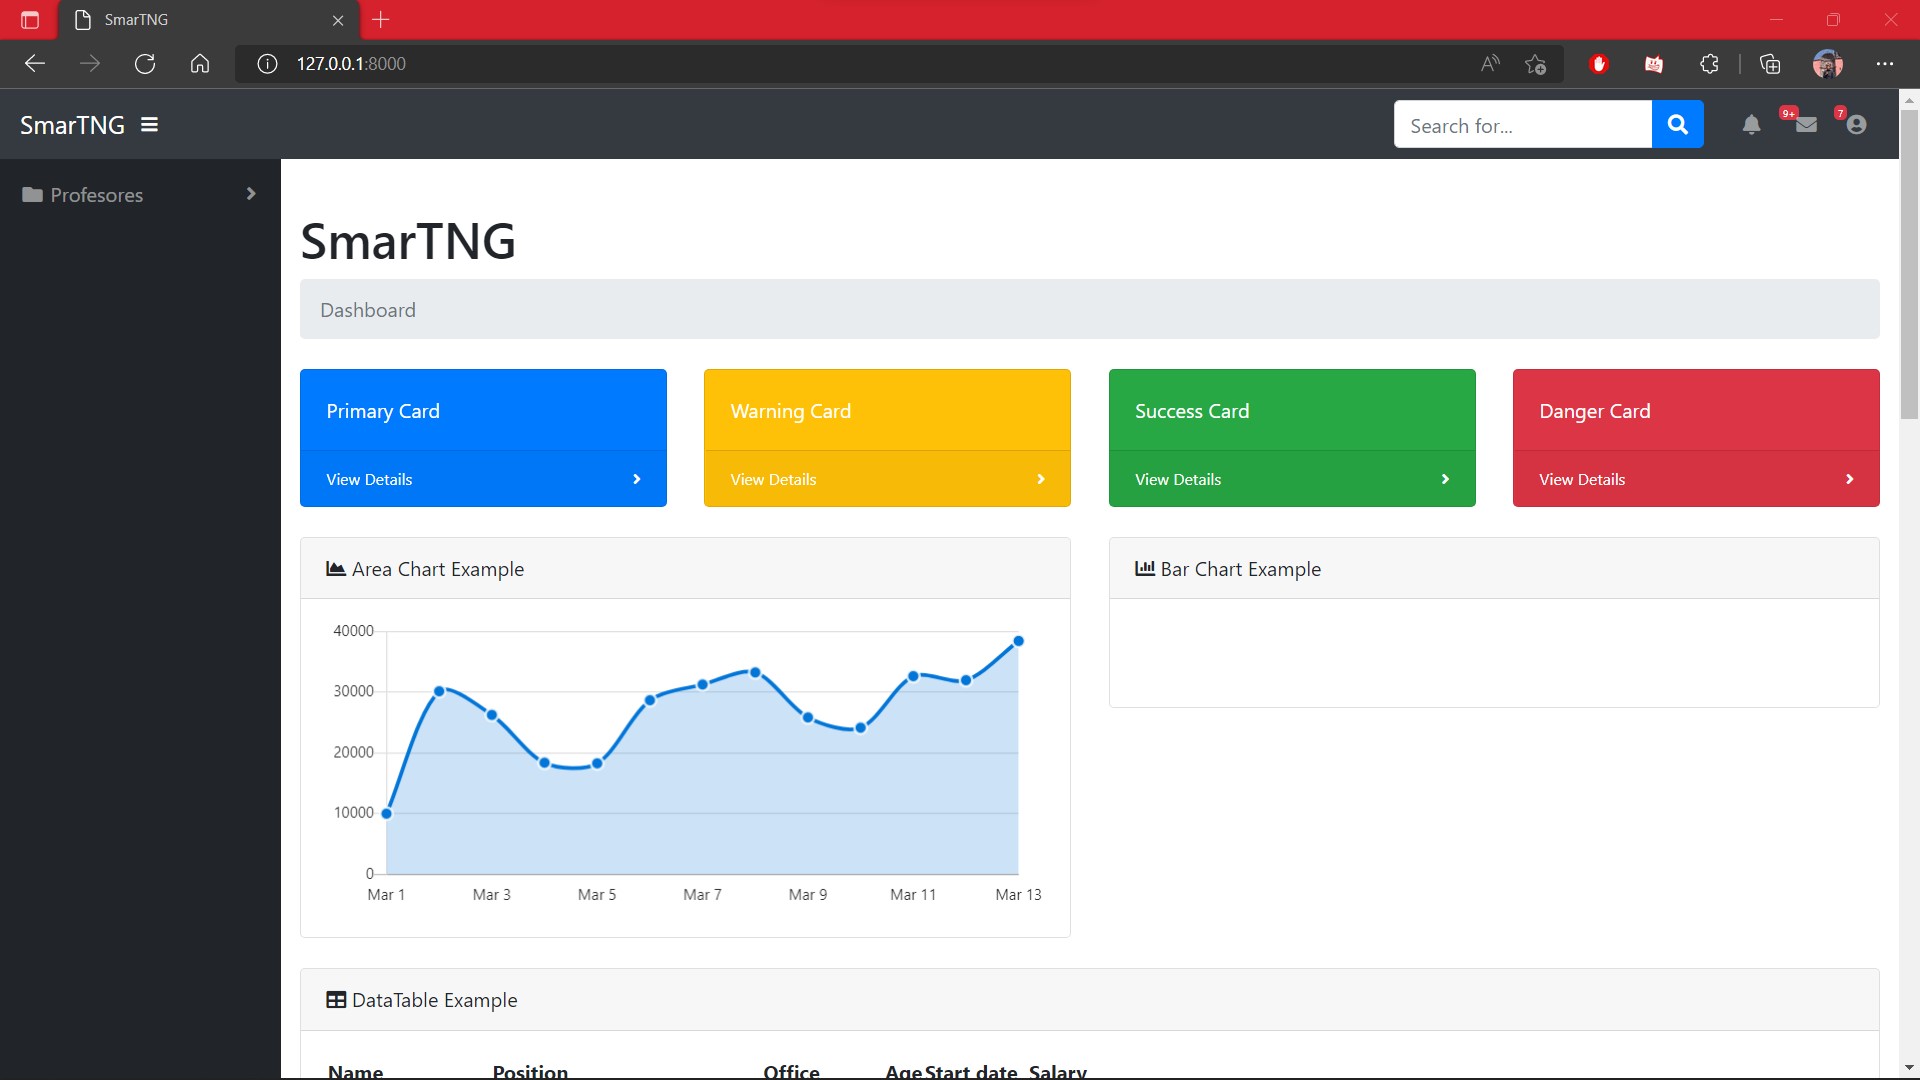 SmarTNG
127.0.0.1:8000
SmarTNG
Search for...
9+
7
Profesores
SmarTNG
Dashboard
Primary Card
Warning Card
Success Card
Danger Card
View Details
View Details
View Details
View Details
Area Chart Example
Bar Chart Example
40000
30000
20000
10000
0
Mar 1 Mar 3 Mar 5 Mar 7 Mar 9 Mar 11 Mar 13
DataTable Example
Name Position Office Age Start date Salary